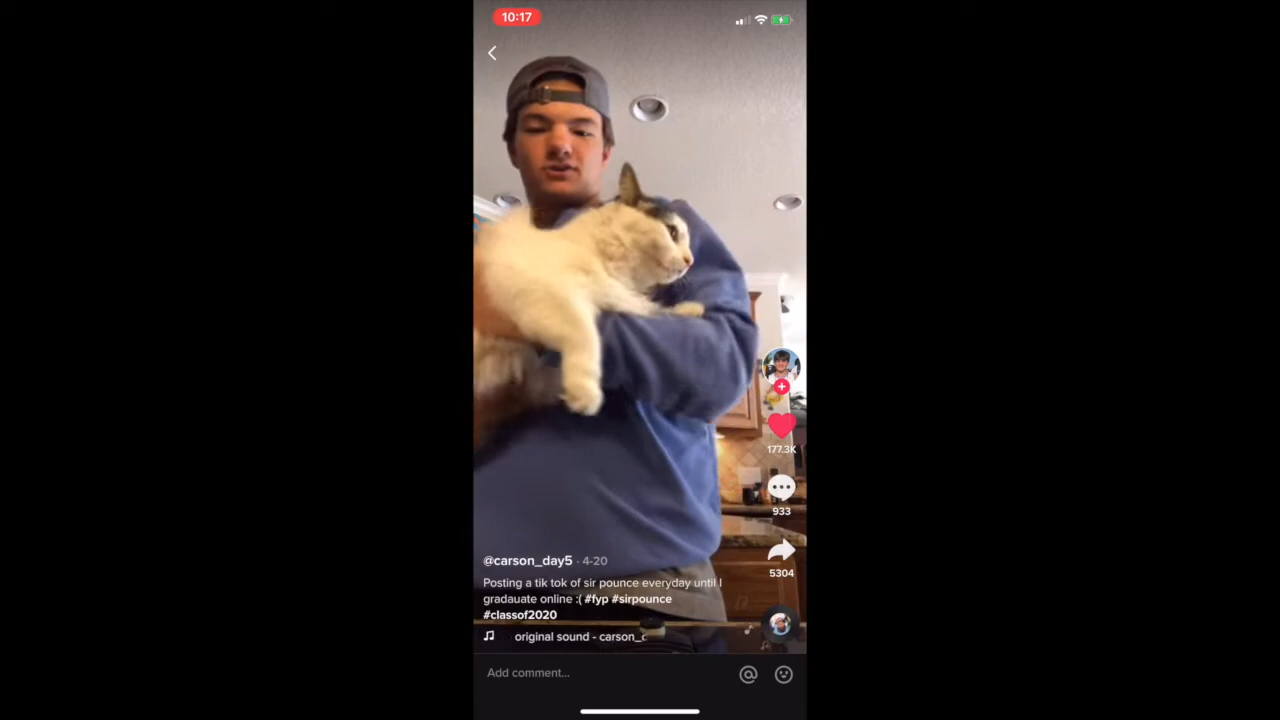 10:17
177.3K
933
5304
@carson_day5 · 4-20
Posting a tik tok of sir pounce everyday until I
gradauate online :( #fyp #sirpounce
#classof2020
original sound - carson_
Add comment...